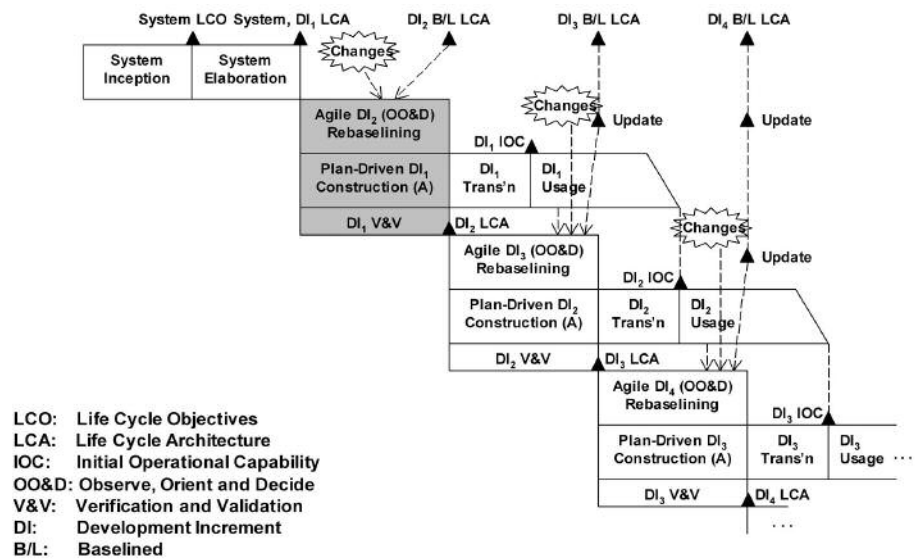 System LCO System, DI₁ LCA DI₂ B/L LCA DI₃ B/L LCA DI₄ B/L LCA
Changes
System
Inception
System
Elaboration
Agile DI₂ (OO&D)
Rebaselining
Changes
Update
Update
DI₁ IOC
Plan-Driven DI₁
Construction (A)
DI₁
Trans'n
DI₁
Usage
DI₁ V&V
DI₂ LCA
Changes
Agile DI₃ (OO&D)
Rebaselining
Update
DI₂ IOC
Plan-Driven DI₂
Construction (A)
DI₂
Trans'n
DI₂
Usage
DI₂ V&V
DI₃ LCA
Agile DI₄ (OO&D)
Rebaselining
DI₃ IOC
Plan-Driven DI₃
Construction (A)
DI₃
Trans'n
DI₃
Usage
...
DI₃ V&V
DI₄ LCA
...
LCO: Life Cycle Objectives
LCA: Life Cycle Architecture
IOC: Initial Operational Capability
OO&D: Observe, Orient and Decide
V&V: Verification and Validation
DI: Development Increment
B/L: Baselined